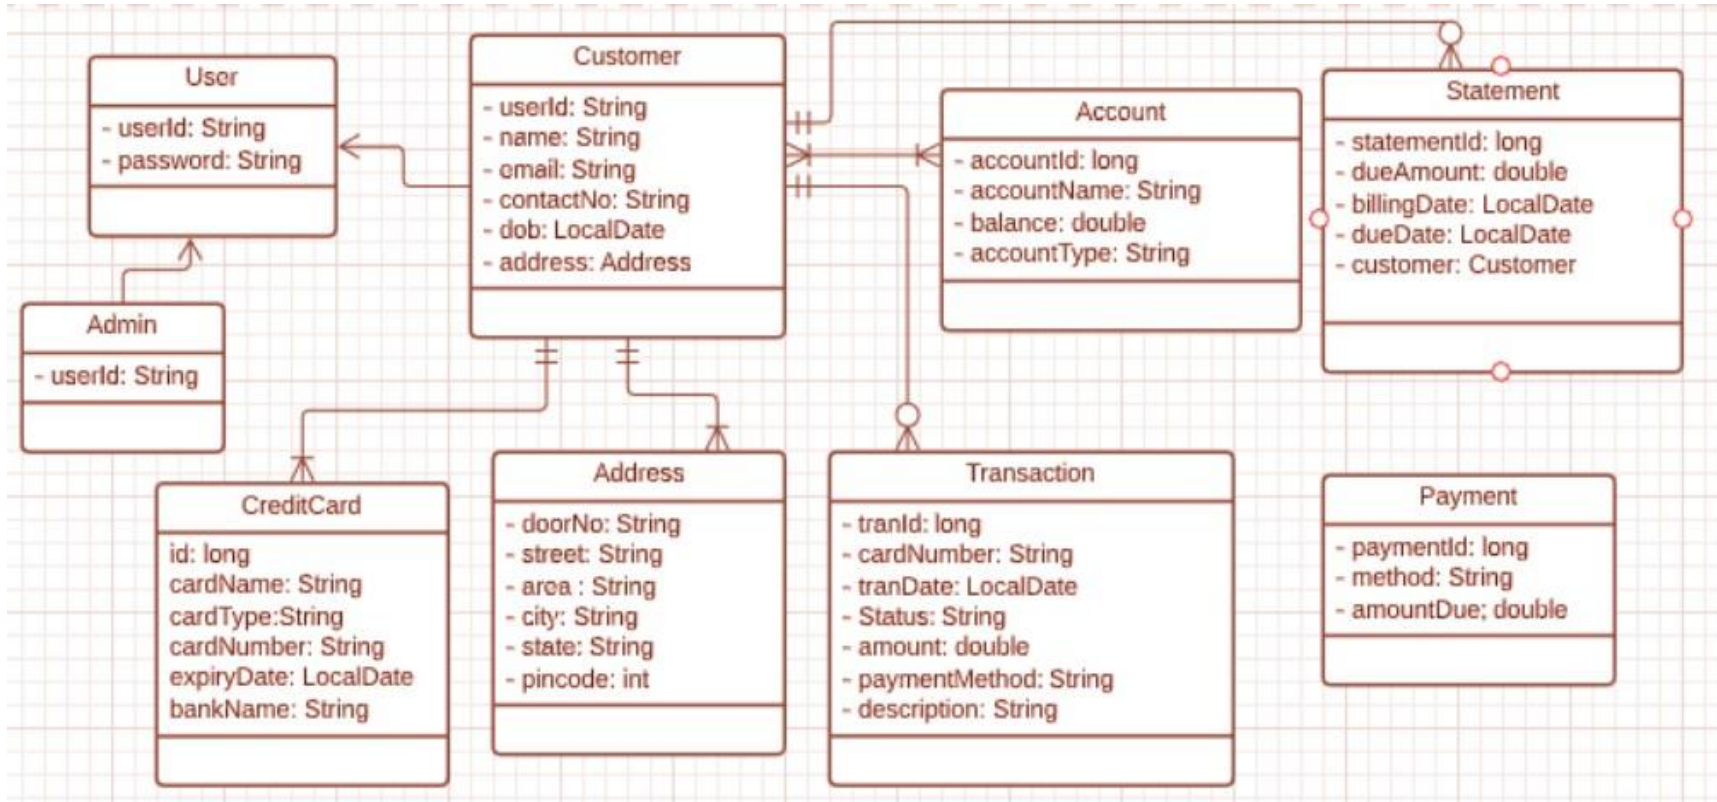 User
- userId: String
- password: String
Customer
- userId: String
- name: String
- email: String
- contactNo: String
- dob: LocalDate
- address: Address
Account
- accountId: long
- accountName: String
- balance: double
- accountType: String
Statement
- statementId: long
- dueAmount: double
- billingDate: LocalDate
- dueDate: LocalDate
- customer: Customer
Admin
- userId: String
CreditCard
id: long
cardName: String
cardType:String
cardNumber: String
expiryDate: LocalDate
bankName: String
Address
- doorNo: String
- street: String
- area : String
- city: String
- state: String
- pincode: int
Transaction
- tranId: long
- cardNumber: String
- tranDate: LocalDate
- Status: String
- amount: double
- paymentMethod: String
- description: String
Payment
- paymentId: long
- method: String
- amountDue; double